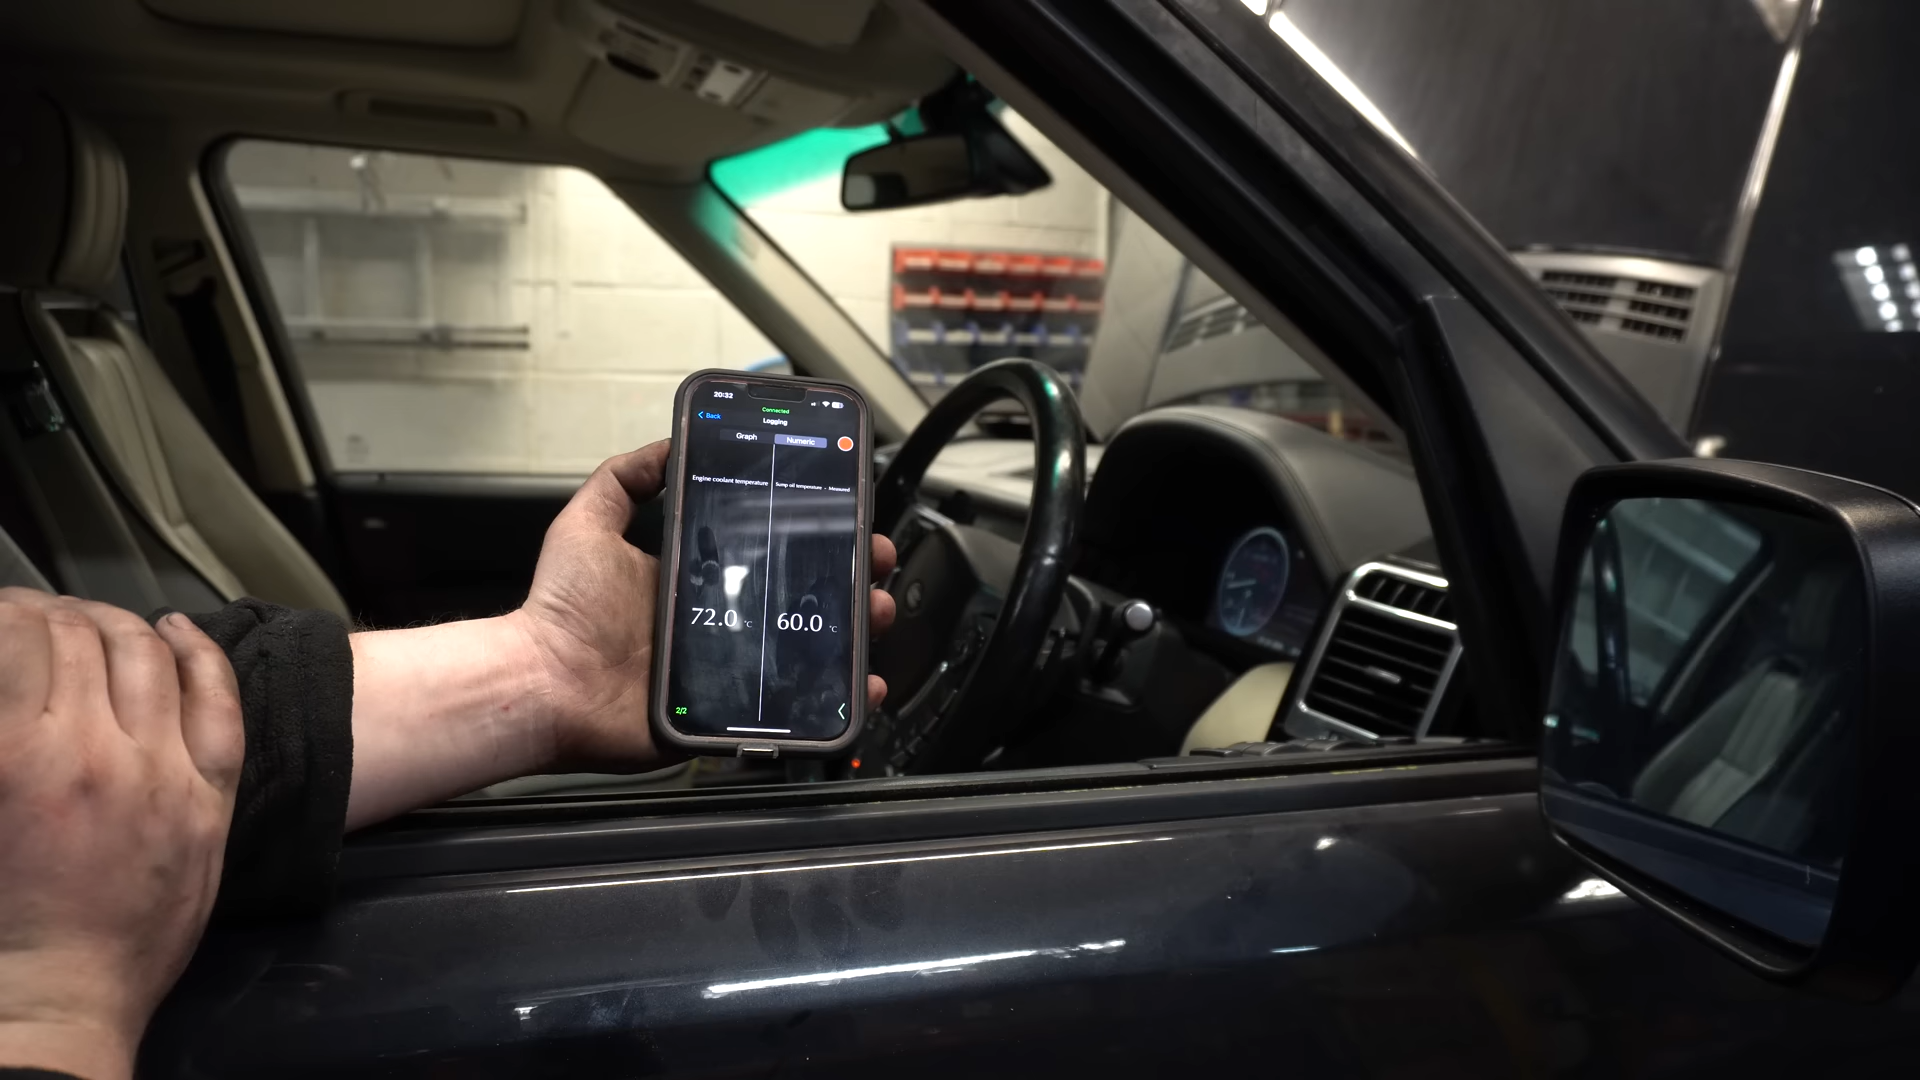 20:32
Connected
Back
Logging
Graph Numeric
Engine coolant temperature
Sump oil temperature - Measured
72.0 °C
60.0 °C
2/2